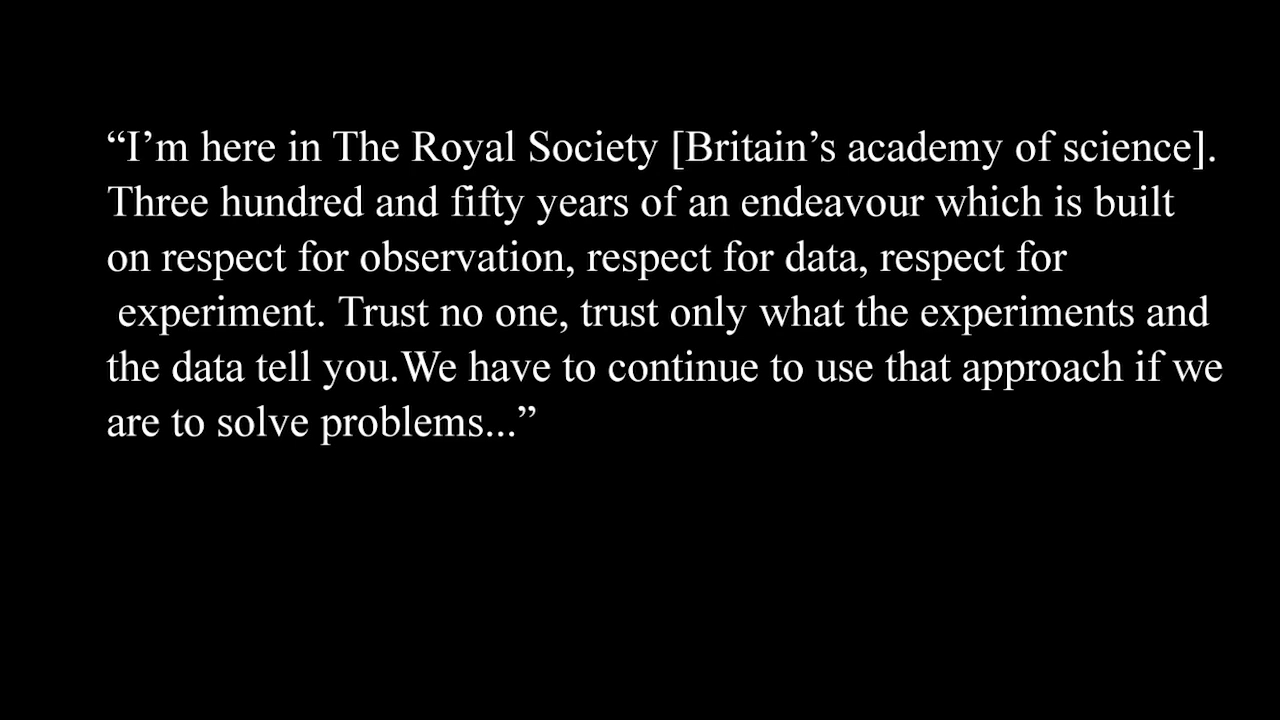 “I’m here in The Royal Society [Britain’s academy of science].
Three hundred and fifty years of an endeavour which is built
on respect for observation, respect for data, respect for
experiment. Trust no one, trust only what the experiments and
the data tell you.We have to continue to use that approach if we
are to solve problems...”